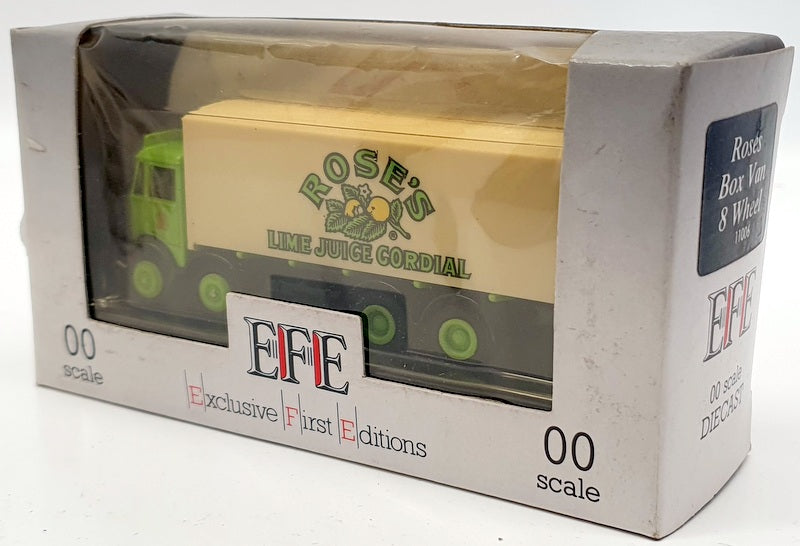 ROSE'S
®
LIME JUICE CORDIAL
00
scale
EFE
Exclusive First Editions
00
scale
Roses
Box Van
8 Wheel
11006
EFE
00 scale
DIECAST